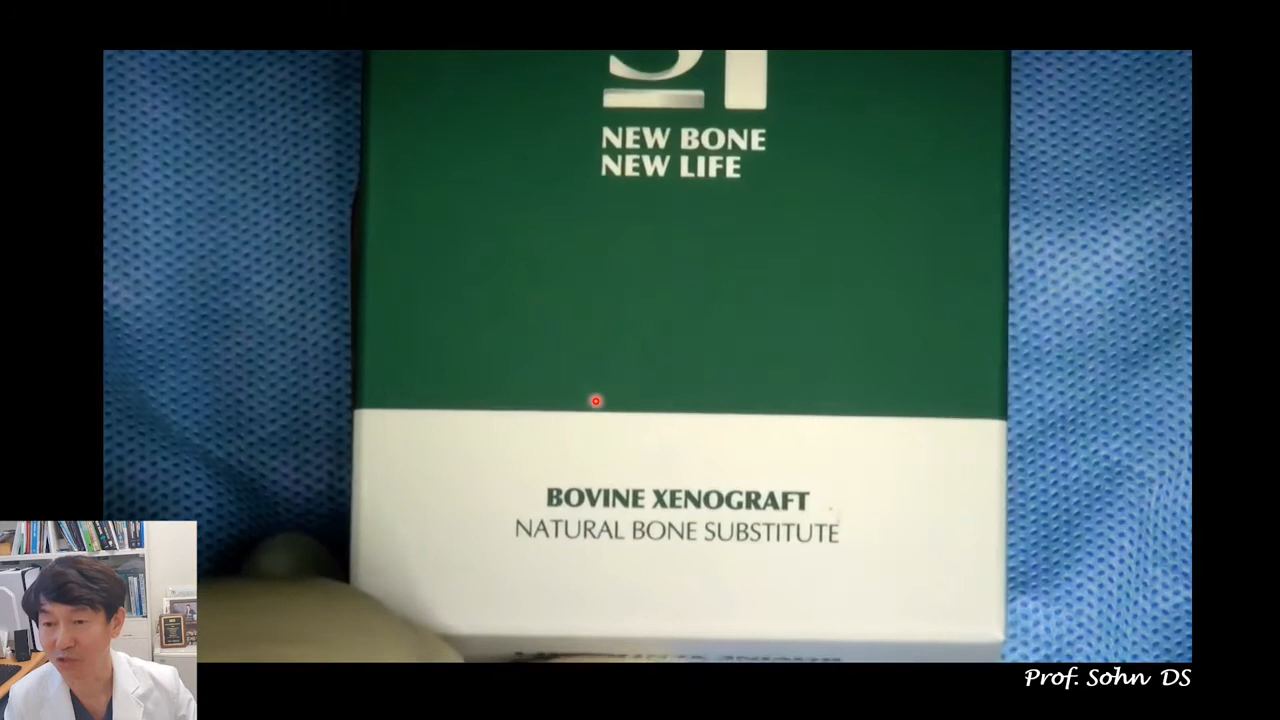 NEW BONE
NEW LIFE
BOVINE XENOGRAFT
NATURAL BONE SUBSTITUTE
Prof. Sohn DS